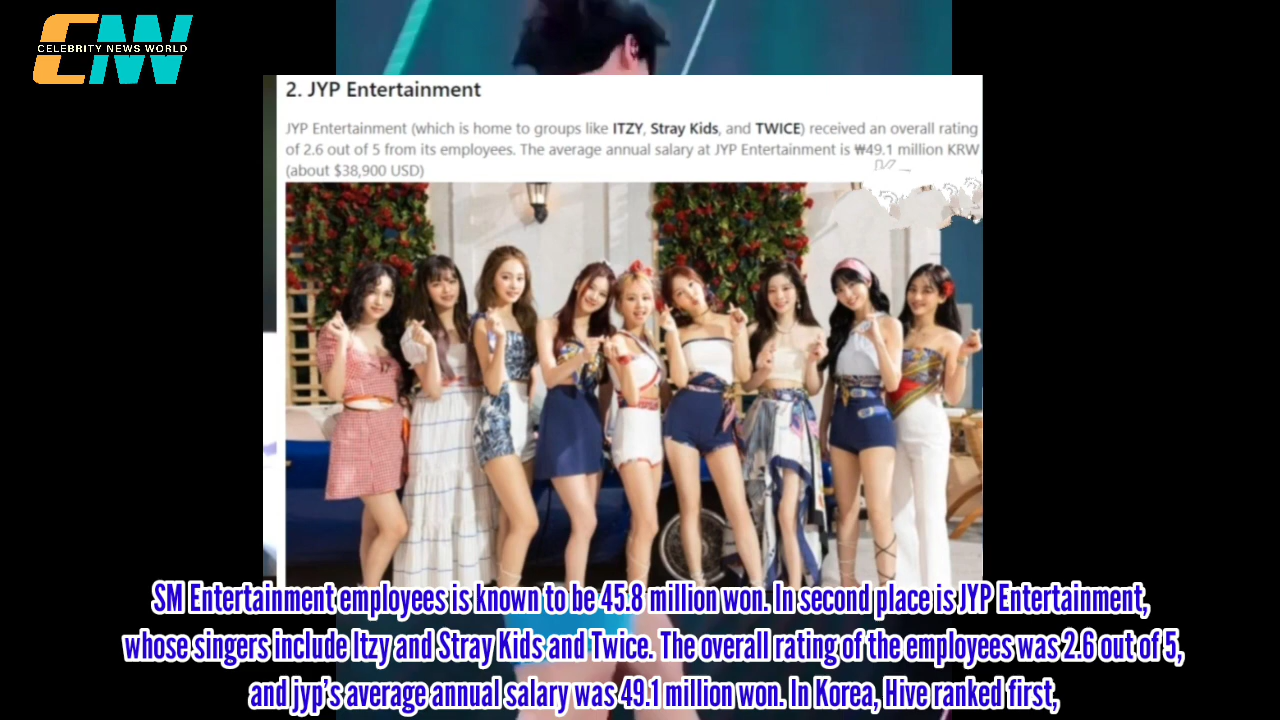 CNW
CELEBRITY NEWS WORLD
2. JYP Entertainment
JYP Entertainment (which is home to groups like ITZY, Stray Kids, and TWICE) received an overall rating
of 2.6 out of 5 from its employees. The average annual salary at JYP Entertainment is ₩49.1 million KRW
(about $38,900 USD)
SM Entertainment employees is known to be 45.8 million won. In second place is JYP Entertainment,
whose singers include Itzy and Stray Kids and Twice. The overall rating of the employees was 2.6 out of 5,
and jyp's average annual salary was 49.1 million won. In Korea, Hive ranked first,